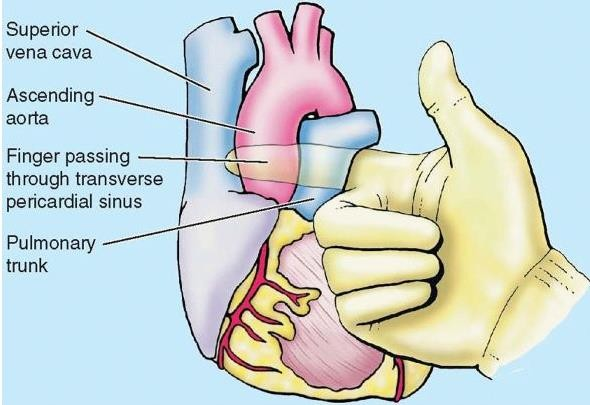 Superior
vena cava
Ascending
aorta
Finger passing
through transverse
pericardial sinus
Pulmonary
trunk